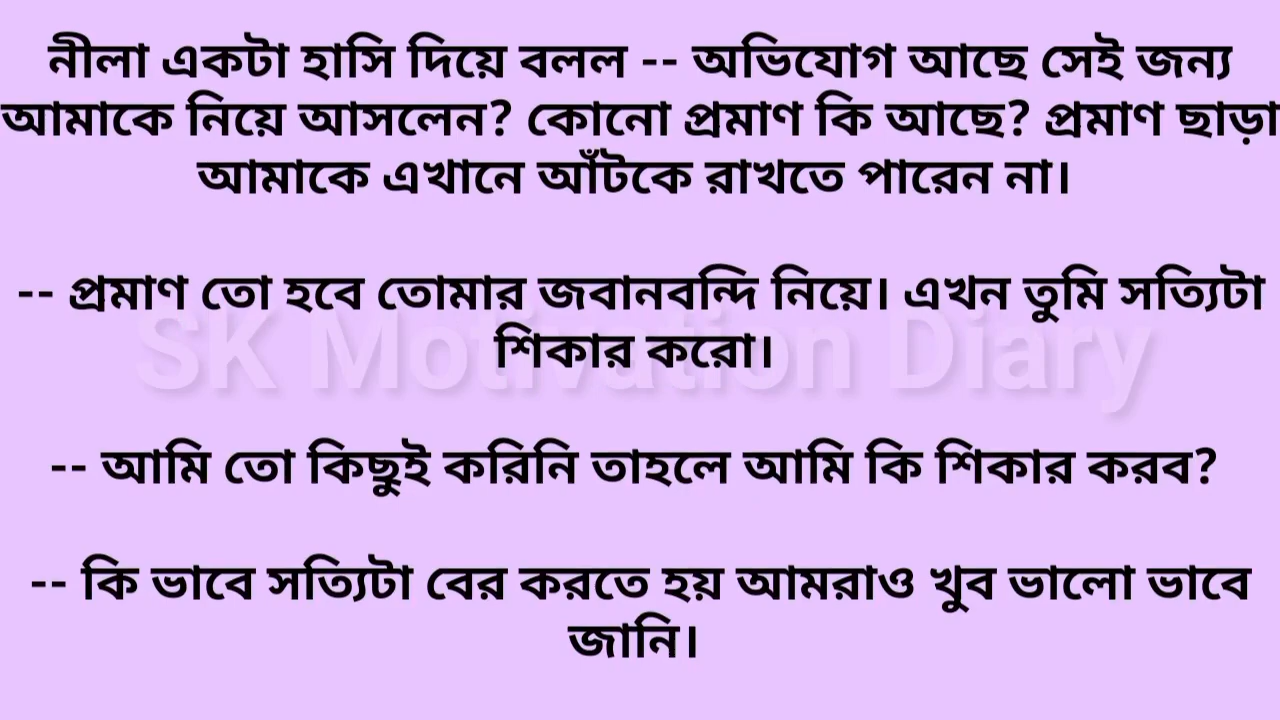 নীলা একটা হাসি দিয়ে বলল -- অভিযোগ আছে সেই জন্য
আমাকে নিয়ে আসলেন? কোনো প্রমাণ কি আছে? প্রমাণ ছাড়া
আমাকে এখানে আঁটকে রাখতে পারেন না।
-- প্রমাণ তো হবে তোমার জবানবন্দি নিয়ে। এখন তুমি সত্যিটা
শিকার করো।
SK Motivation Diary
-- আমি তো কিছুই করিনি তাহলে আমি কি শিকার করব?
-- কি ভাবে সত্যিটা বের করতে হয় আমরাও খুব ভালো ভাবে
জানি।